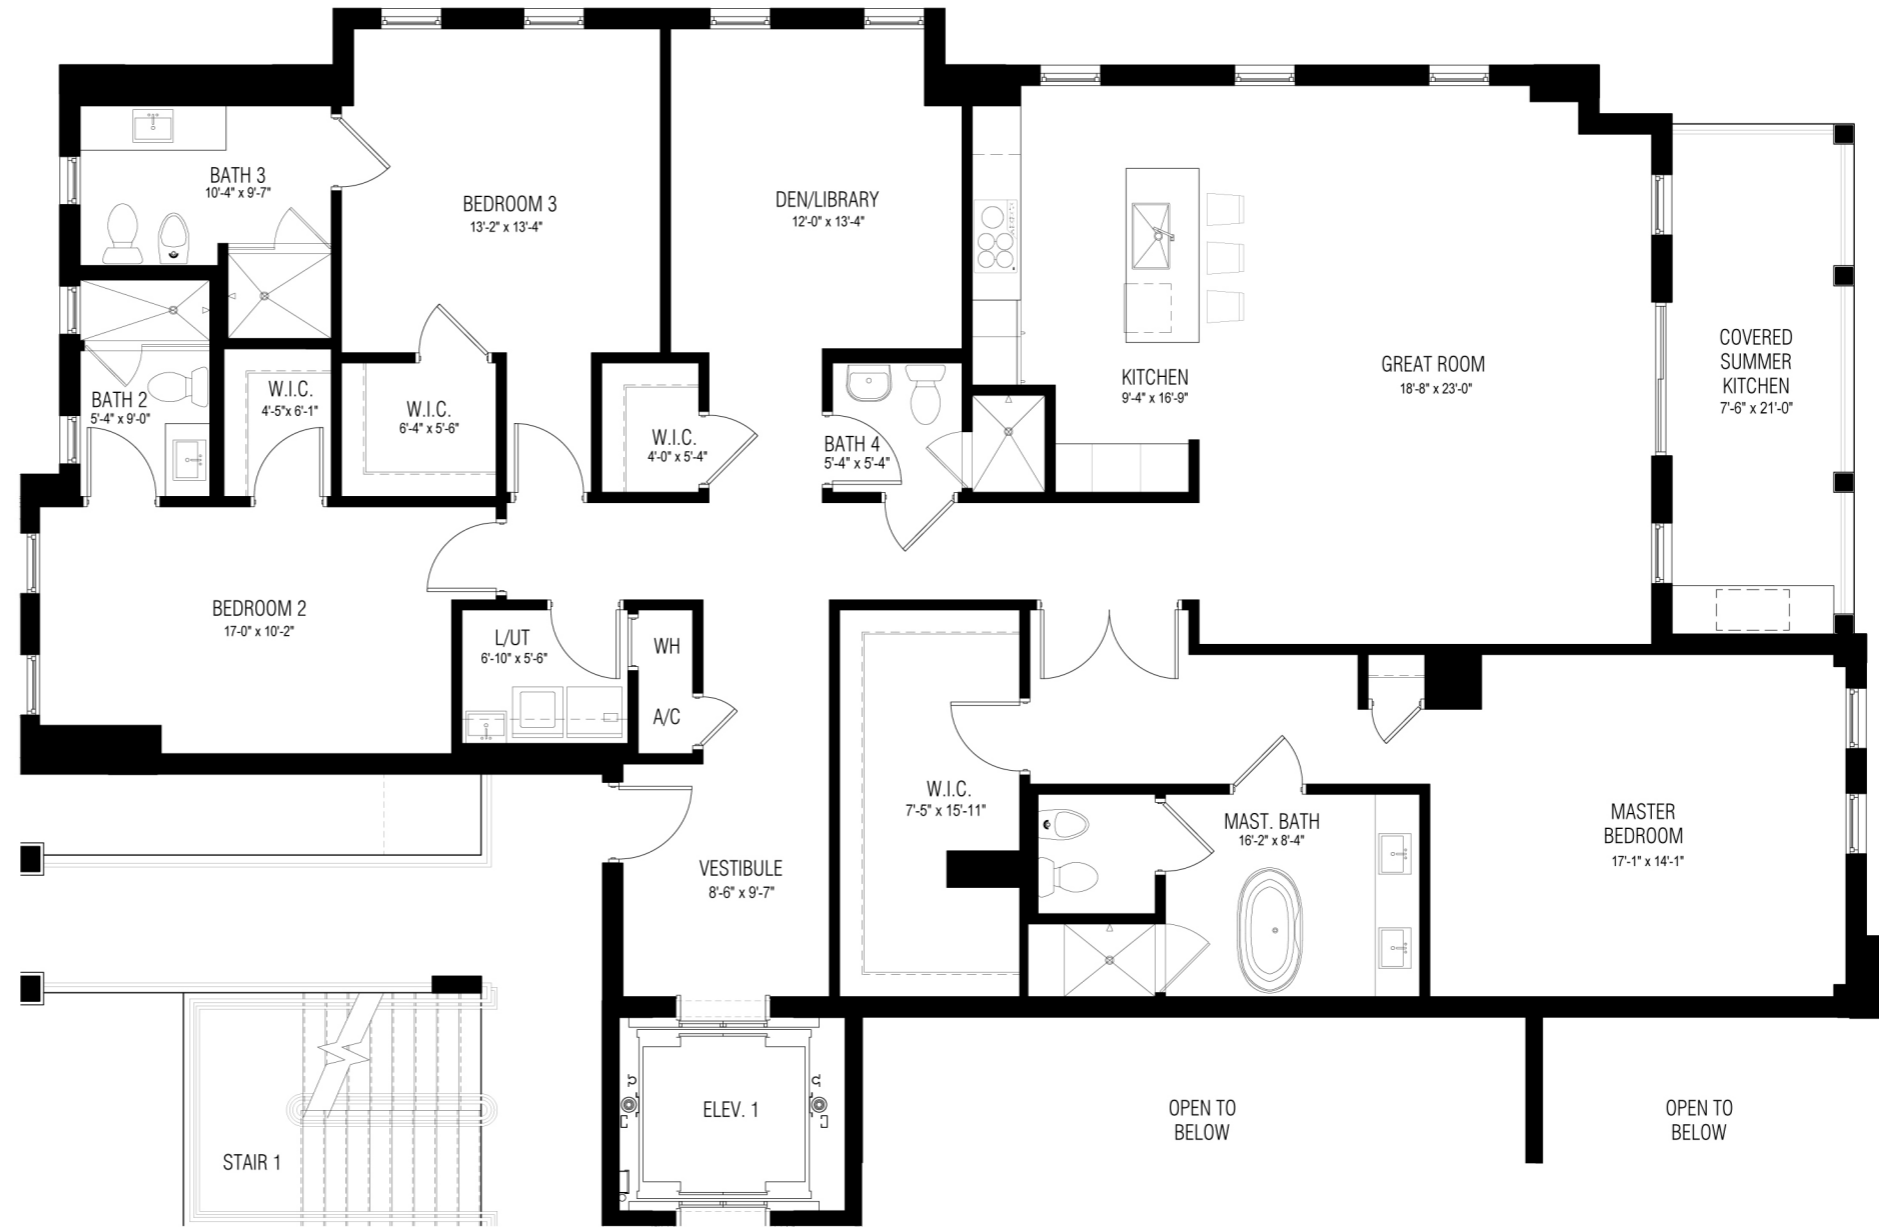 BATH 3
10'-4" x 9'-7"
BEDROOM 3
13'-2" x 13'-4"
DEN/LIBRARY
12'-0" x 13'-4"
BATH 2
5'-4" x 9'-0"
W.I.C.
4'-5"x 6'-1"
W.I.C.
6'-4" x 5'-6"
W.I.C.
4'-0" x 5'-4"
BATH 4
5'-4" x 5'-4"
KITCHEN
9'-4" x 16'-9"
GREAT ROOM
18'-8" x 23'-0"
COVERED
SUMMER
KITCHEN
7'-6" x 21'-0"
BEDROOM 2
17'-0" x 10'-2"
L/UT
6'-10" x 5'-6"
WH
A/C
VESTIBULE
8'-6" x 9'-7"
W.I.C.
7'-5" x 15'-11"
MAST. BATH
16'-2" x 8'-4"
MASTER
BEDROOM
17'-1" x 14'-1"
STAIR 1
ELEV. 1
OPEN TO
BELOW
OPEN TO
BELOW